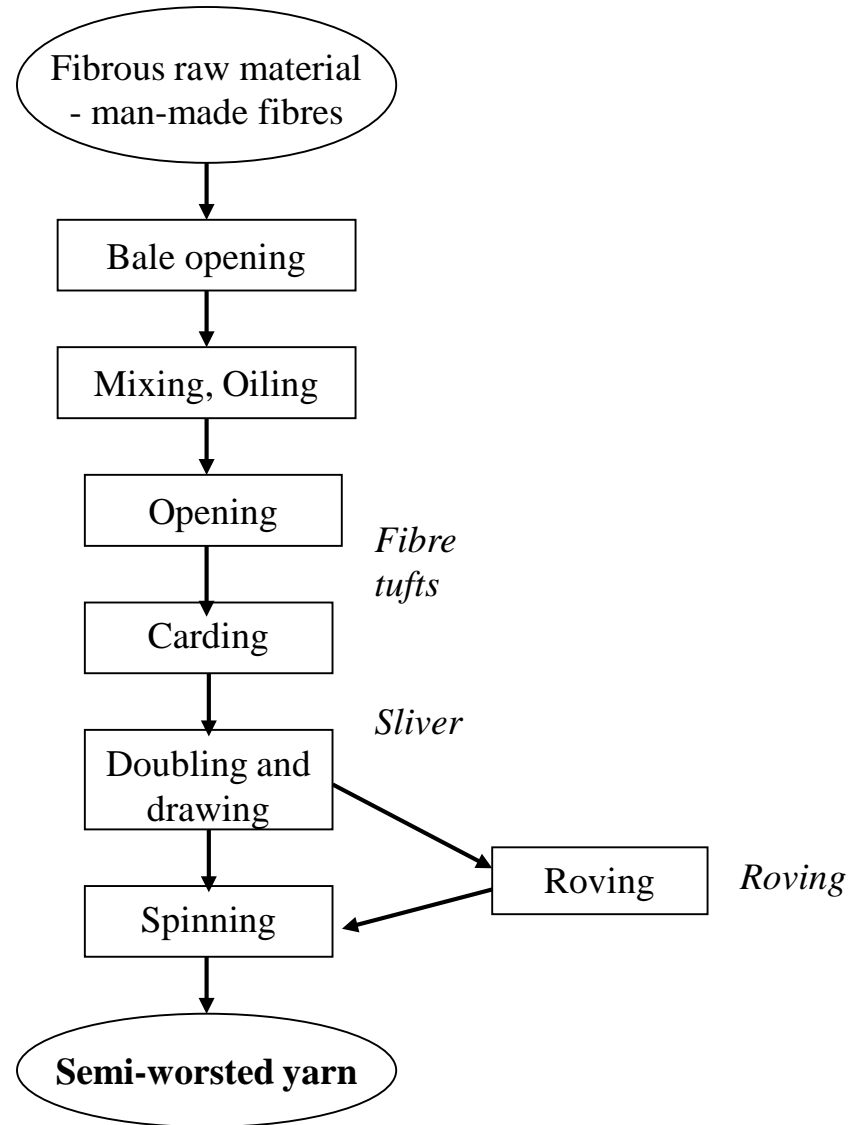 Fibrous raw material
- man-made fibres
Bale opening
Mixing, Oiling
Opening
Fibre
tufts
Carding
Sliver
Doubling and
drawing
Roving
Roving
Spinning
Semi-worsted yarn